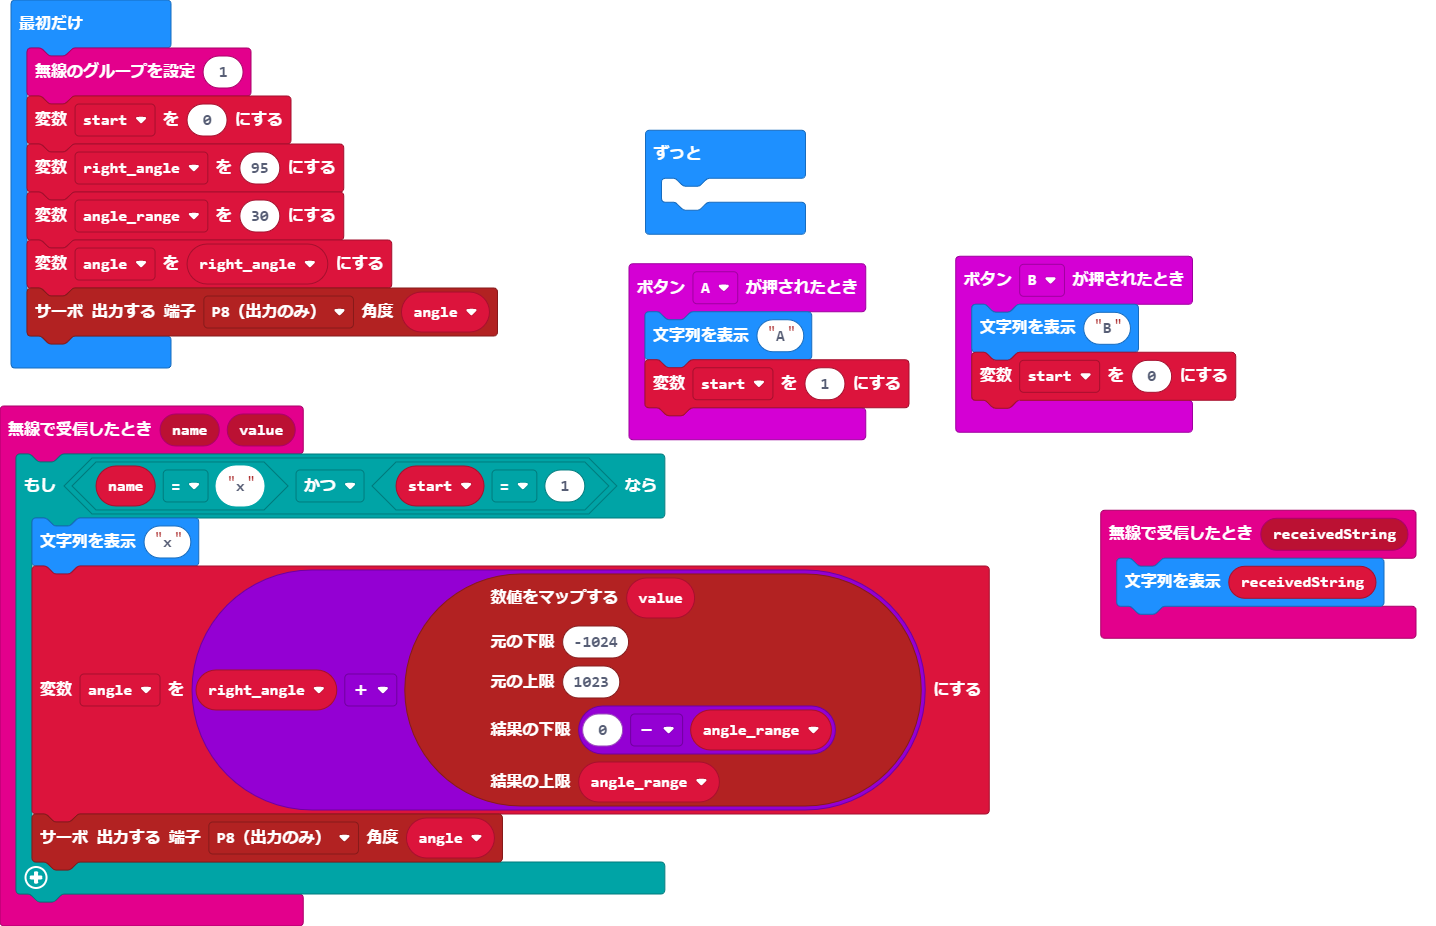 最初だけ
無線のグループを設定 1
変数 start を 0 にする
変数 right_angle を 95 にする
変数 angle_range を 30 にする
変数 angle を right_angle にする
サーボ 出力する 端子 P8（出力のみ） 角度 angle
ずっと
ボタン A が押されたとき
文字列を表示 "A"
変数 start を 1 にする
ボタン B が押されたとき
文字列を表示 "B"
変数 start を 0 にする
無線で受信したとき name value
もし name = "x" かつ start = 1 なら
文字列を表示 "x"
変数 angle を right_angle + 数値をマップする value
元の下限 -1024
元の上限 1023
結果の下限 0 - angle_range
結果の上限 angle_range
にする
サーボ 出力する 端子 P8（出力のみ） 角度 angle
無線で受信したとき receivedString
文字列を表示 receivedString